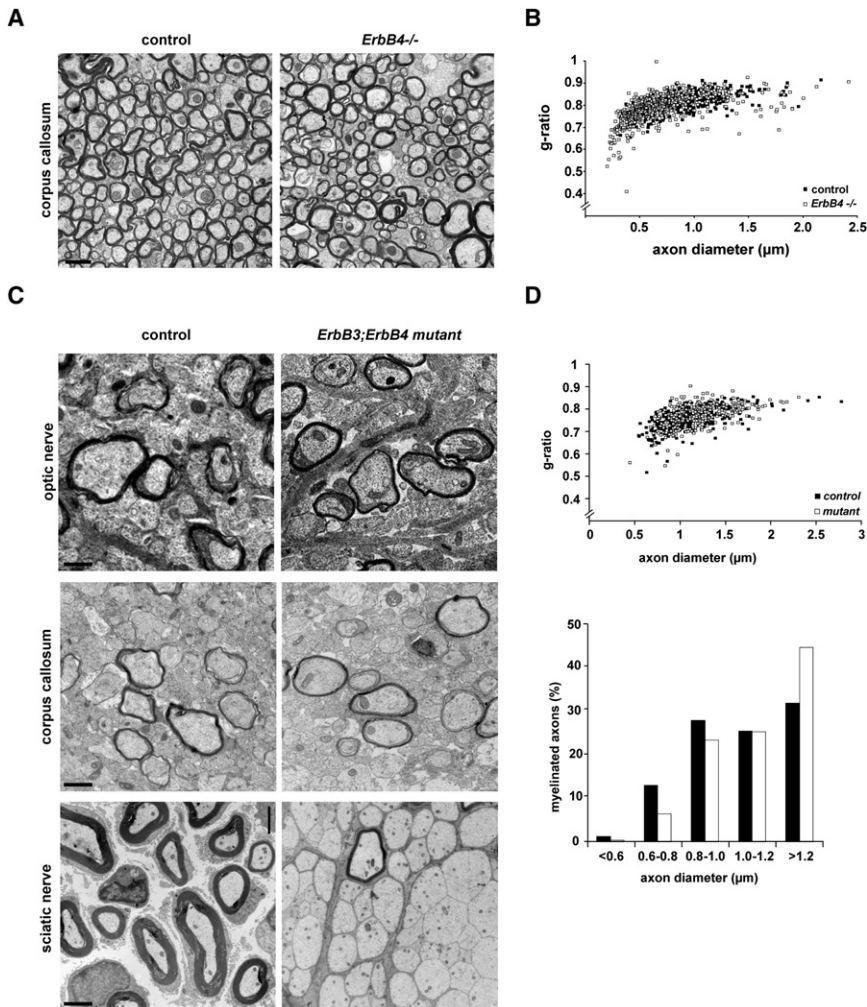 A
control
ErbB4-/-
corpus callosum
B
1
0.9
0.8
0.7
0.6
0.5
0.4
g-ratio
control
ErbB4 -/-
0.5
1.0
1.5
2.0
2.5
axon diameter (µm)
C
control
ErbB3;ErbB4 mutant
optic nerve
corpus callosum
sciatic nerve
D
1
0.9
0.8
0.7
0.6
0.5
0.4
g-ratio
control
mutant
0
0.5
1
1.5
2
2.5
3
axon diameter (µm)
50
40
30
20
10
0
myelinated axons (%)
<0.6
0.6-0.8
0.8-1.0
1.0-1.2
>1.2
axon diameter (µm)